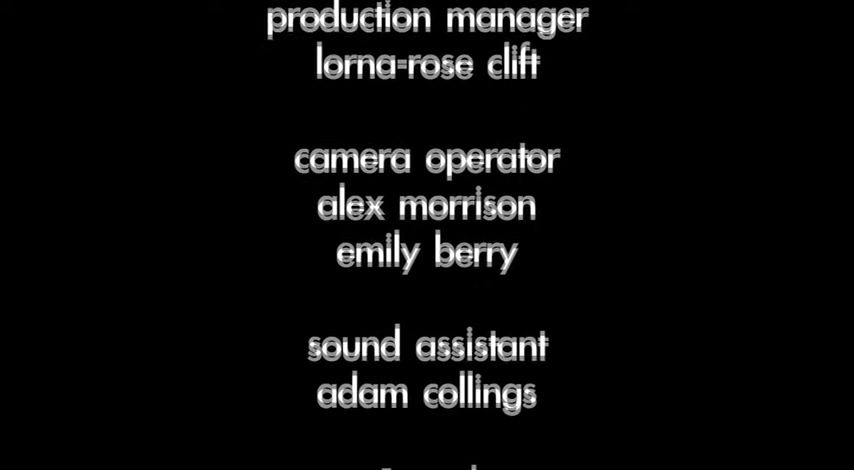 production manager
lorna-rose clift
camera operator
alex morrison
emily berry
sound assistant
adam collings